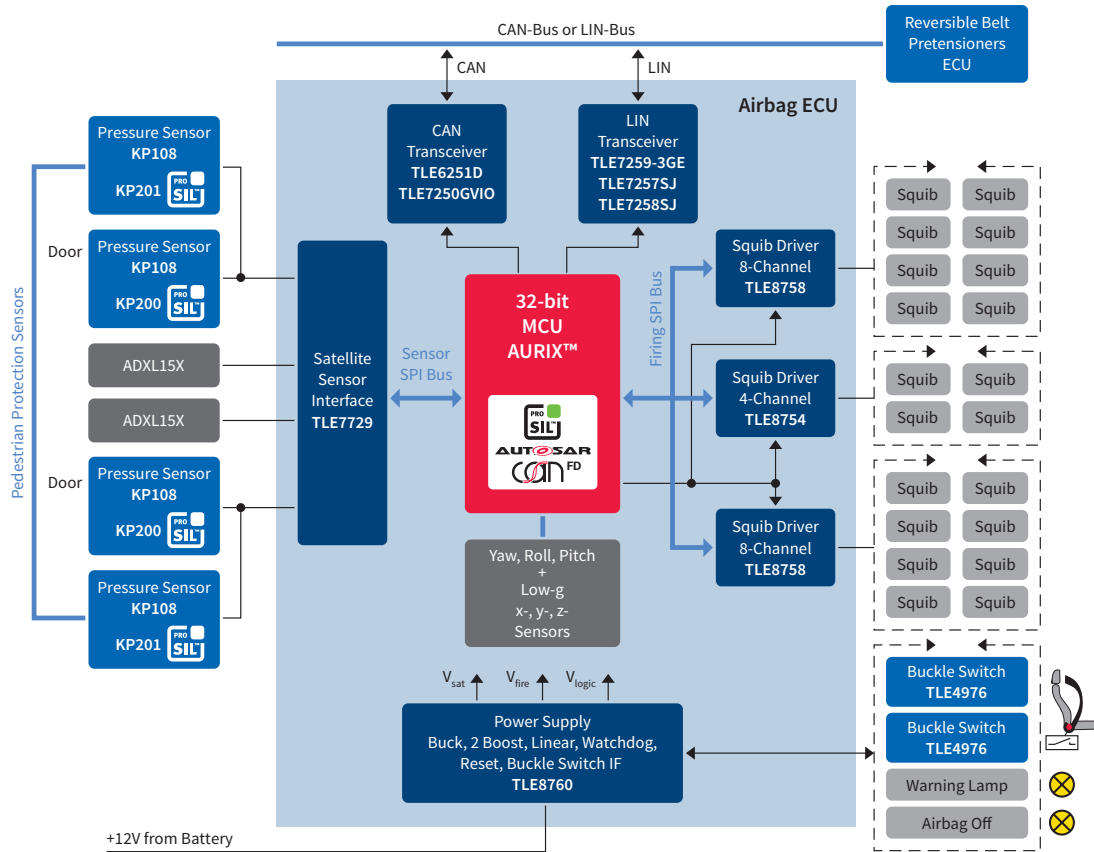 CAN-Bus or LIN-Bus
Reversible Belt
Pretensioners
ECU
CAN
LIN
Airbag ECU
Pressure Sensor
KP108
KP201
PRO
SIL™
Door
Pressure Sensor
KP108
KP200
PRO
SIL™
ADXL15X
ADXL15X
Door
Pressure Sensor
KP108
KP200
PRO
SIL™
Pressure Sensor
KP108
KP201
PRO
SIL™
Pedestrian Protection Sensors
CAN
Transceiver
TLE6251D
TLE7250GVIO
LIN
Transceiver
TLE7259-3GE
TLE7257SJ
TLE7258SJ
Satellite
Sensor
Interface
TLE7729
Sensor
SPI Bus
32-bit
MCU
AURIX™
PRO
SIL™
AUTOSAR
CAN FD
Firing SPI Bus
Squib Driver
8-Channel
TLE8758
Squib Driver
4-Channel
TLE8754
Squib Driver
8-Channel
TLE8758
Squib Squib
Squib Squib
Squib Squib
Squib Squib
Squib Squib
Squib Squib
Squib Squib
Squib Squib
Squib Squib
Squib Squib
Yaw, Roll, Pitch
+
Low-g
x-, y-, z-
Sensors
Vsat
Vfire
Vlogic
Power Supply
Buck, 2 Boost, Linear, Watchdog,
Reset, Buckle Switch IF
TLE8760
Buckle Switch
TLE4976
Buckle Switch
TLE4976
Warning Lamp
Airbag Off
+12V from Battery